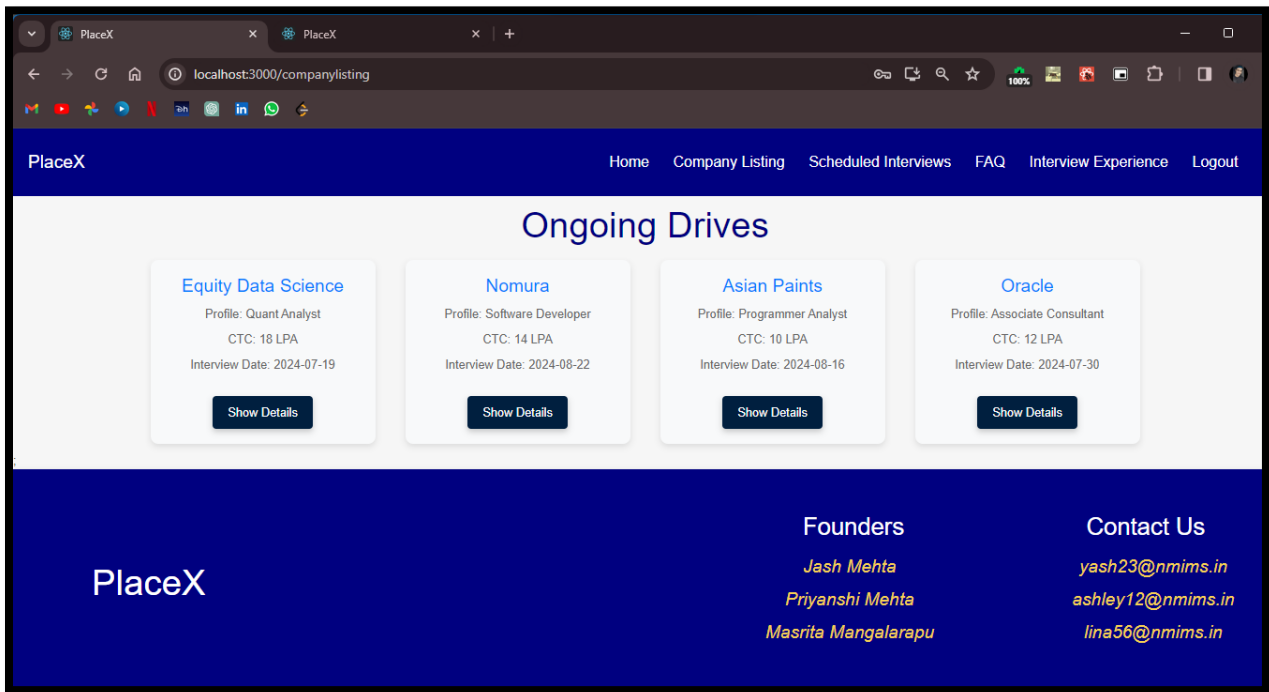 PlaceX
PlaceX
localhost:3000/companylisting
100%
in
PlaceX
Home Company Listing Scheduled Interviews FAQ Interview Experience Logout
Ongoing Drives
Equity Data Science
Profile: Quant Analyst
CTC: 18 LPA
Interview Date: 2024-07-19
Show Details
Nomura
Profile: Software Developer
CTC: 14 LPA
Interview Date: 2024-08-22
Show Details
Asian Paints
Profile: Programmer Analyst
CTC: 10 LPA
Interview Date: 2024-08-16
Show Details
Oracle
Profile: Associate Consultant
CTC: 12 LPA
Interview Date: 2024-07-30
Show Details
;
PlaceX
Founders
Jash Mehta
Priyanshi Mehta
Masrita Mangalarapu
Contact Us
yash23@nmims.in
ashley12@nmims.in
lina56@nmims.in